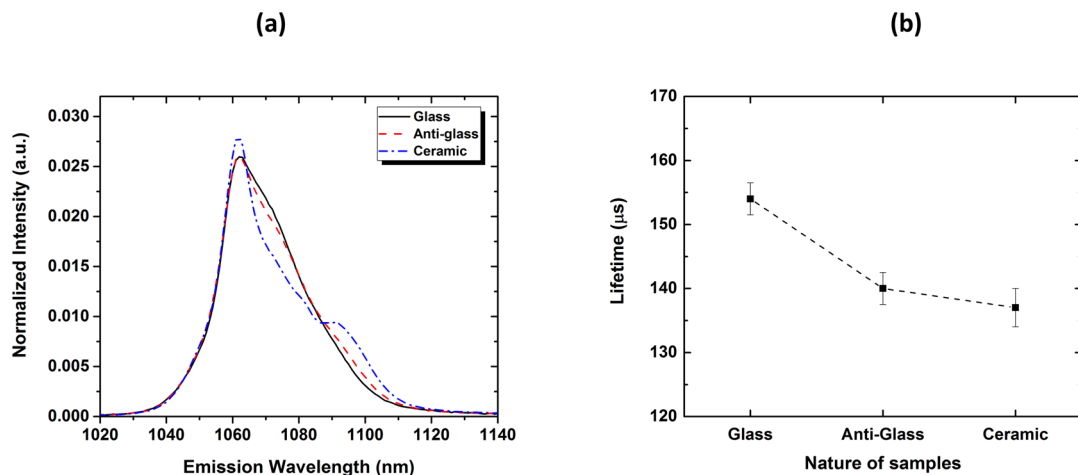 (a)
(b)
Normalized Intensity (a.u.)
0.030
0.025
0.020
0.015
0.010
0.005
0.000
Glass
Anti-glass
Ceramic
1020 1040 1060 1080 1100 1120 1140
Emission Wavelength (nm)
Lifetime (μs)
170
160
150
140
130
120
Glass Anti-Glass Ceramic
Nature of samples